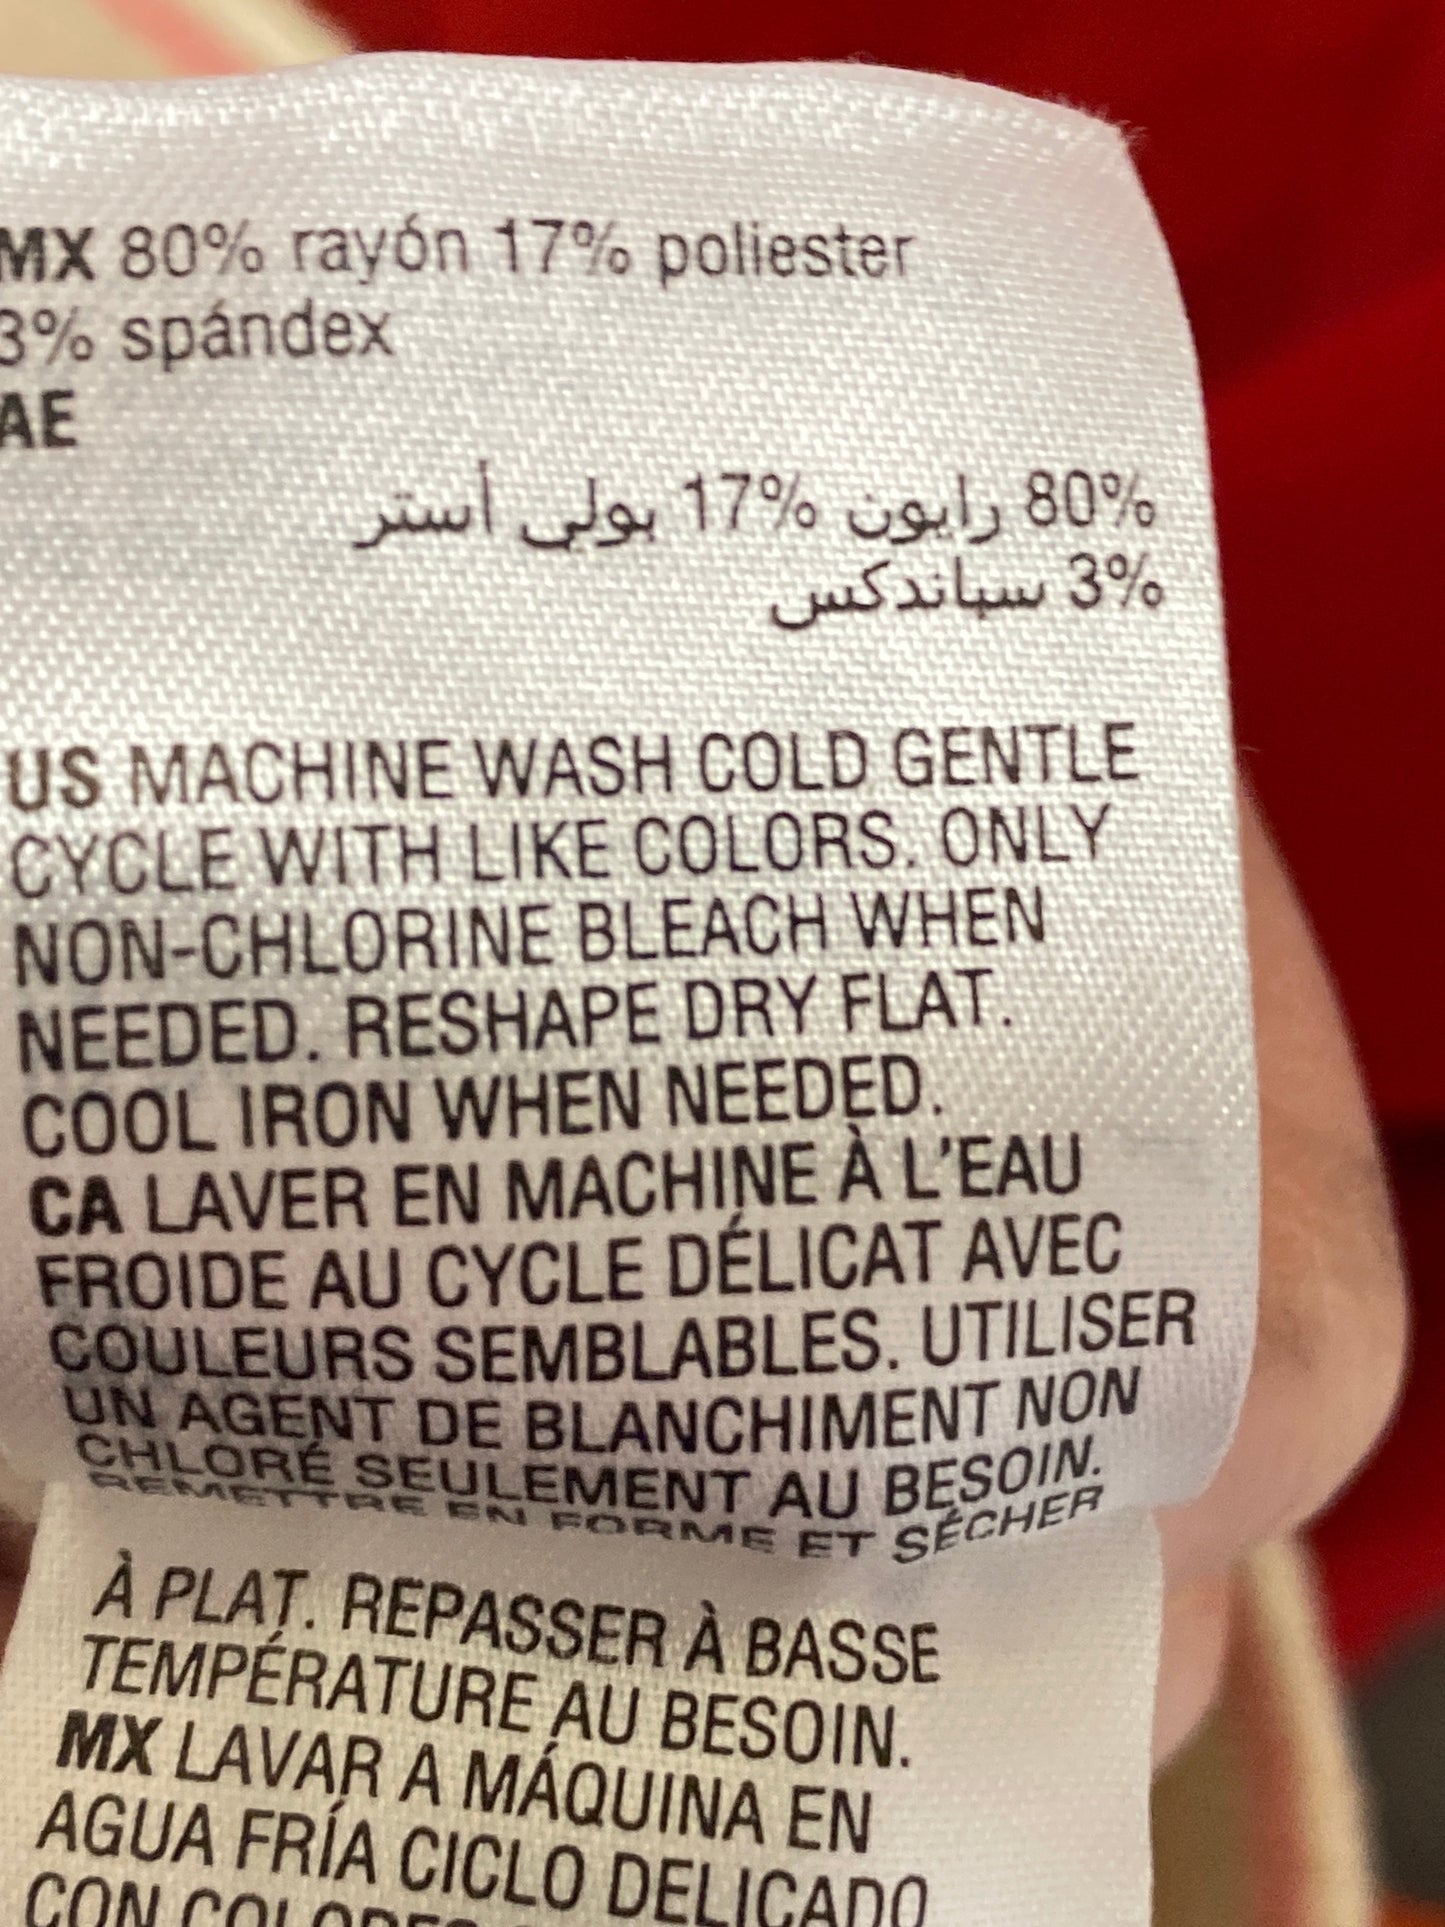 MX 80% rayón 17% poliester
3% spándex
AE
80% رايون 17% بولي أستر
3% سباندكس
US MACHINE WASH COLD GENTLE
CYCLE WITH LIKE COLORS. ONLY
NON-CHLORINE BLEACH WHEN
NEEDED. RESHAPE DRY FLAT.
COOL IRON WHEN NEEDED.
CA LAVER EN MACHINE À L'EAU
FROIDE AU CYCLE DÉLICAT AVEC
COULEURS SEMBLABLES. UTILISER
UN AGENT DE BLANCHIMENT NON
CHLORÉ SEULEMENT AU BESOIN.
REMETTRE EN FORME ET SÉCHER
À PLAT. REPASSER À BASSE
TEMPÉRATURE AU BESOIN.
MX LAVAR A MÁQUINA EN
AGUA FRÍA CICLO DELICADO
CON